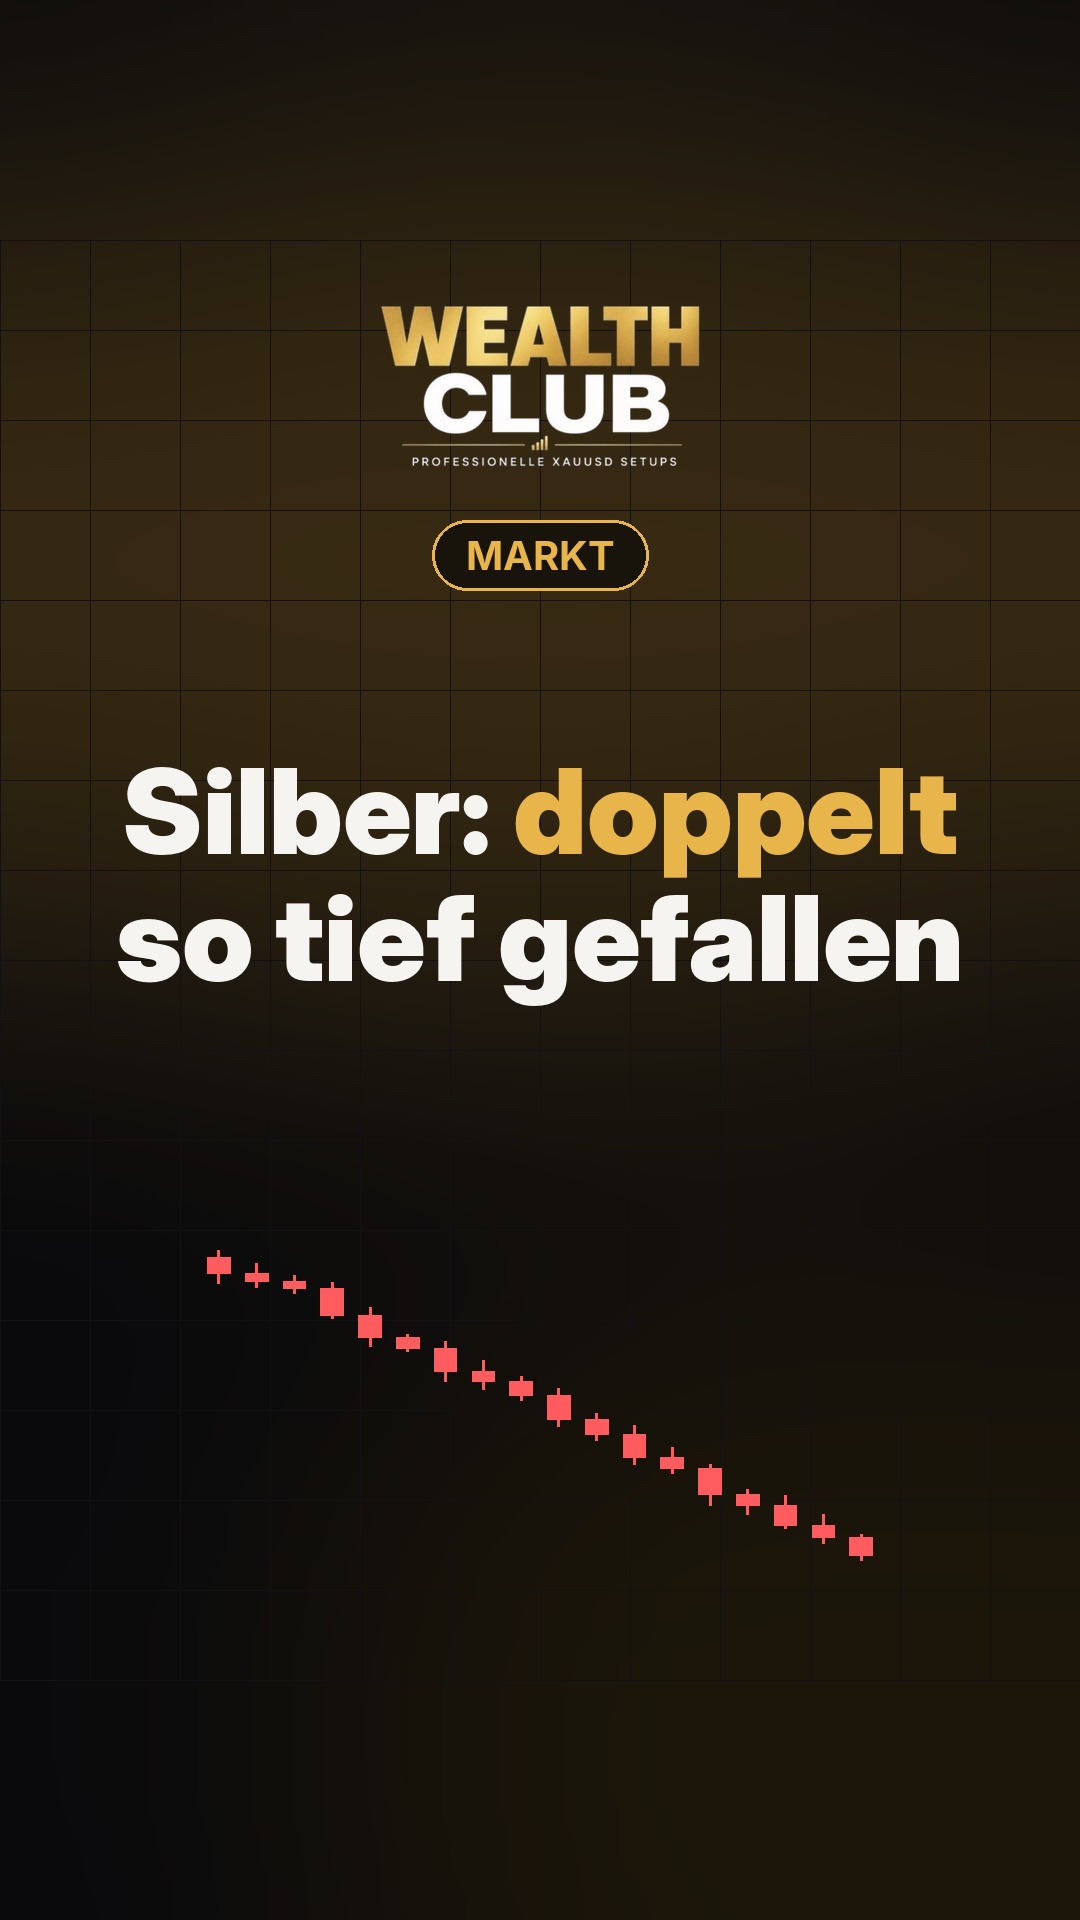 WEALTH
CLUB
PROFESSIONELLE XAUUSD SETUPS
MARKT
Silber: doppelt
so tief gefallen